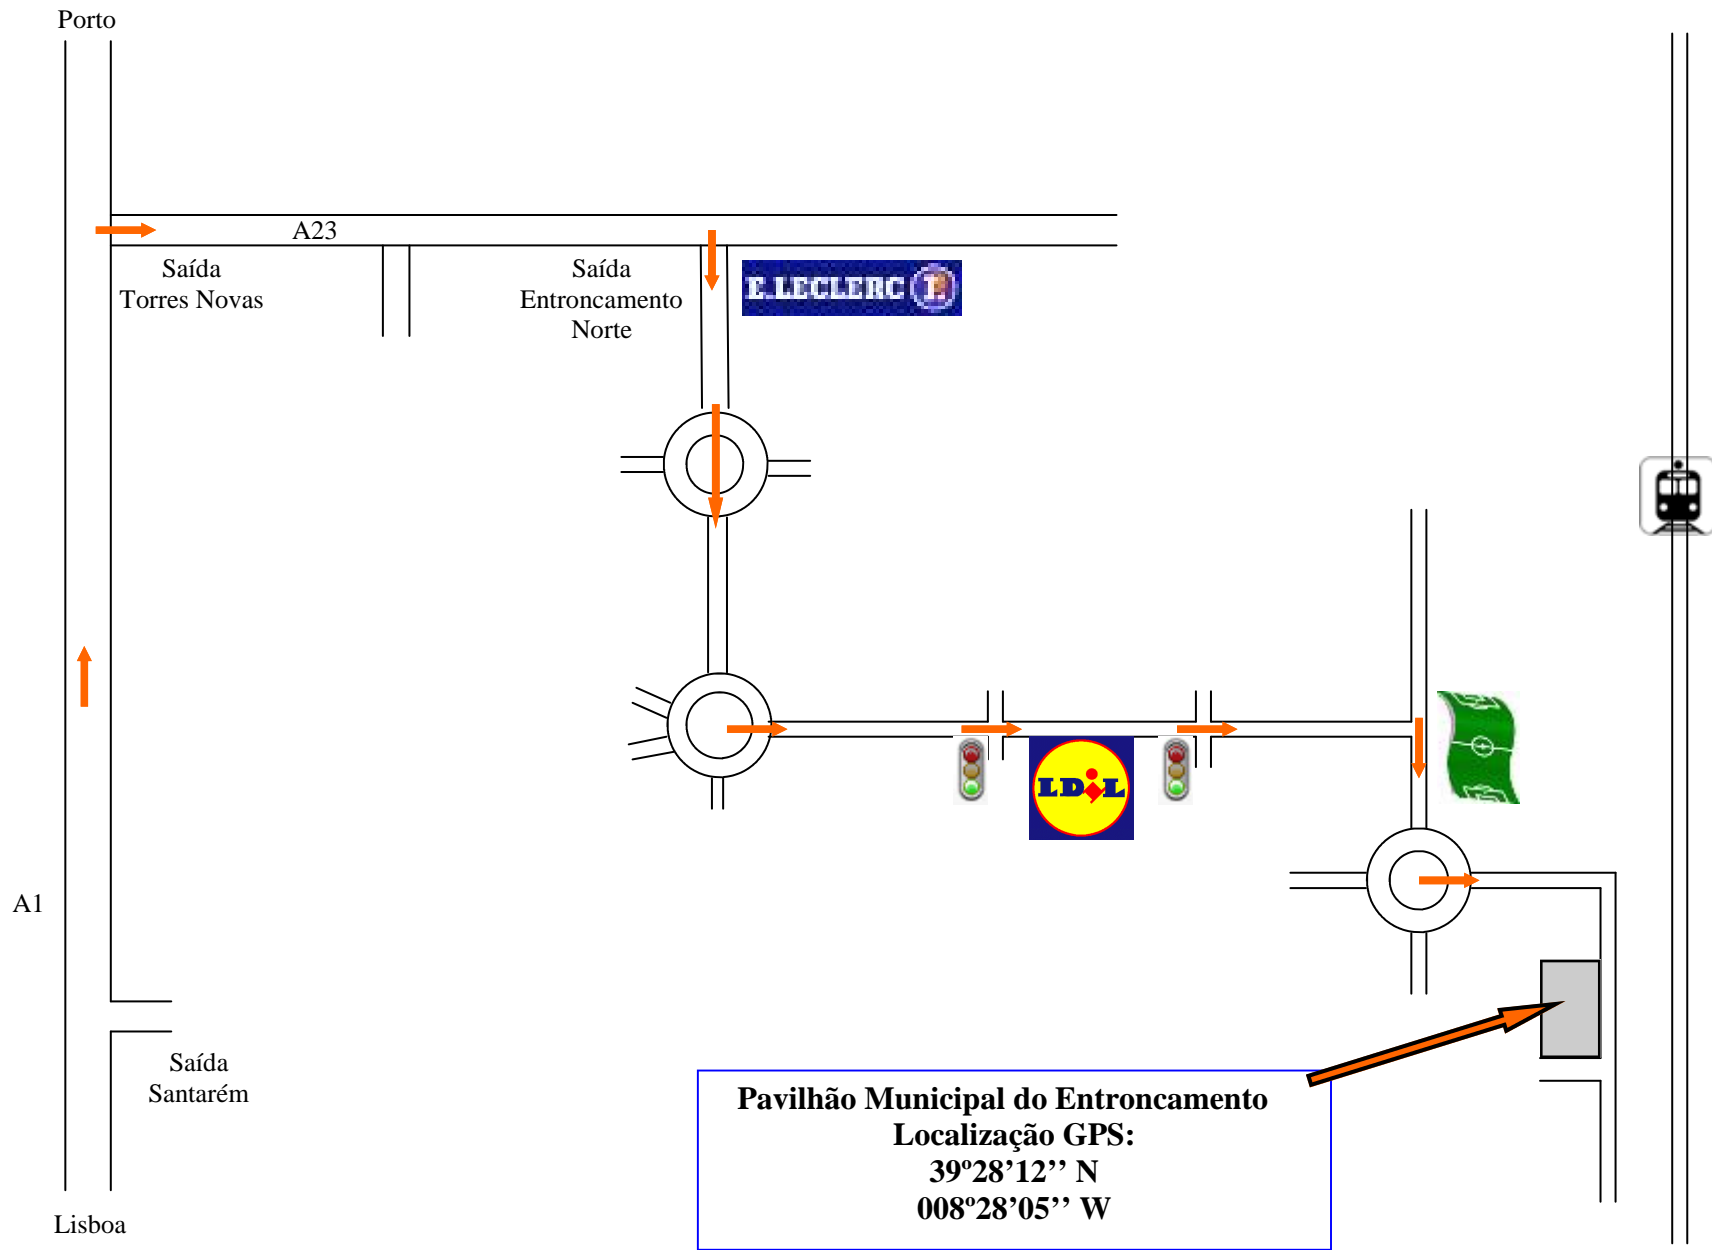 Porto
A23
Saída
Torres Novas
Saída
Entroncamento
Norte
E.LECLERC
LIDL
A1
Saída
Santarém
Pavilhão Municipal do Entroncamento
Localização GPS:
39º28’12’’ N
008º28’05’’ W
Lisboa